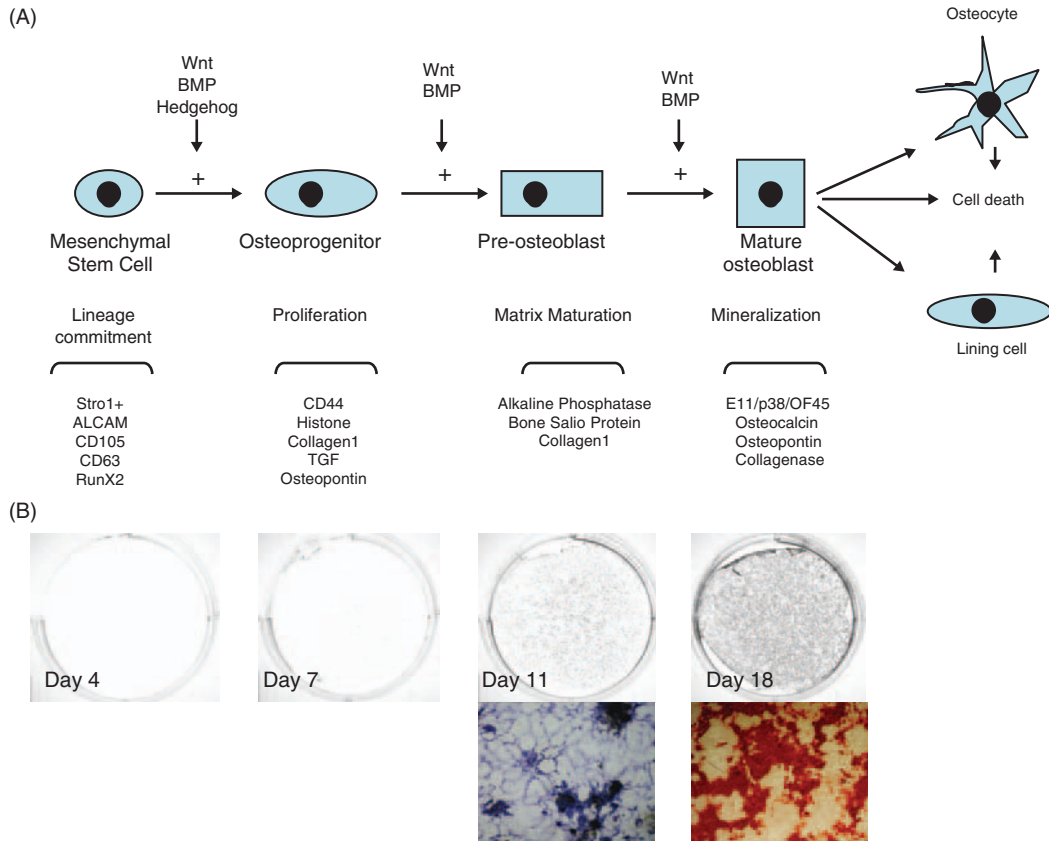 (A)
Osteocyte
Wnt
BMP
Hedgehog
Wnt
BMP
Wnt
BMP
+
+
+
Cell death
Mesenchymal
Stem Cell
Osteoprogenitor
Pre-osteoblast
Mature
osteoblast
Lining cell
Lineage
commitment
Proliferation
Matrix Maturation
Mineralization
Stro1+
ALCAM
CD105
CD63
RunX2
CD44
Histone
Collagen1
TGF
Osteopontin
Alkaline Phosphatase
Bone Salio Protein
Collagen1
E11/p38/OF45
Osteocalcin
Osteopontin
Collagenase
(B)
Day 4
Day 7
Day 11
Day 18